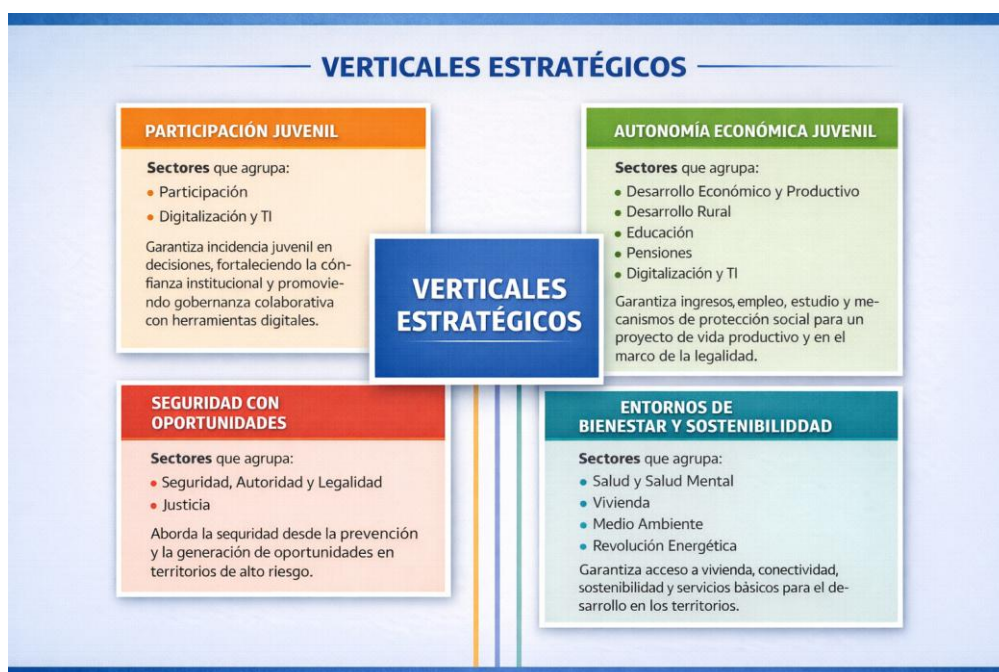 VERTICALES ESTRATÉGICOS
PARTICIPACIÓN JUVENIL
Sectores que agrupa:
• Participación
• Digitalización y TI
Garantiza incidencia juvenil en
decisiones, fortaleciendo la cón-
fianza institucional y promovie-
ndo gobernanza colaborativa
con herramientas digitales.
AUTONOMÍA ECONÓMICA JUVENIL
Sectores que agrupa:
• Desarrollo Económico y Productivo
• Desarrollo Rural
• Educación
• Pensiones
• Digitalización y TI
Garantiza ingresos, empleo, estudio y me-
canismos de protección social para un
proyecto de vida productivo y en el
marco de la legalidad.
VERTICALES
ESTRATÉGICOS
SEGURIDAD CON
OPORTUNIDADES
Sectores que agrupa:
• Seguridad, Autoridad y Legalidad
• Justicia
Aborda la sequridad desde la prevención
y la generación de oportunidades en
territorios de alto riesgo.
ENTORNOS DE
BIENESTAR Y SOSTENIBILIDDAD
Sectores que agrupa:
• Salud y Salud Mental
• Vivienda
• Medio Ambiente
• Revolución Energética
Garantiza acceso a vivienda, conectividad,
sostenibilidad y servicios bàsicos para el de-
sarrollo en los territorios.